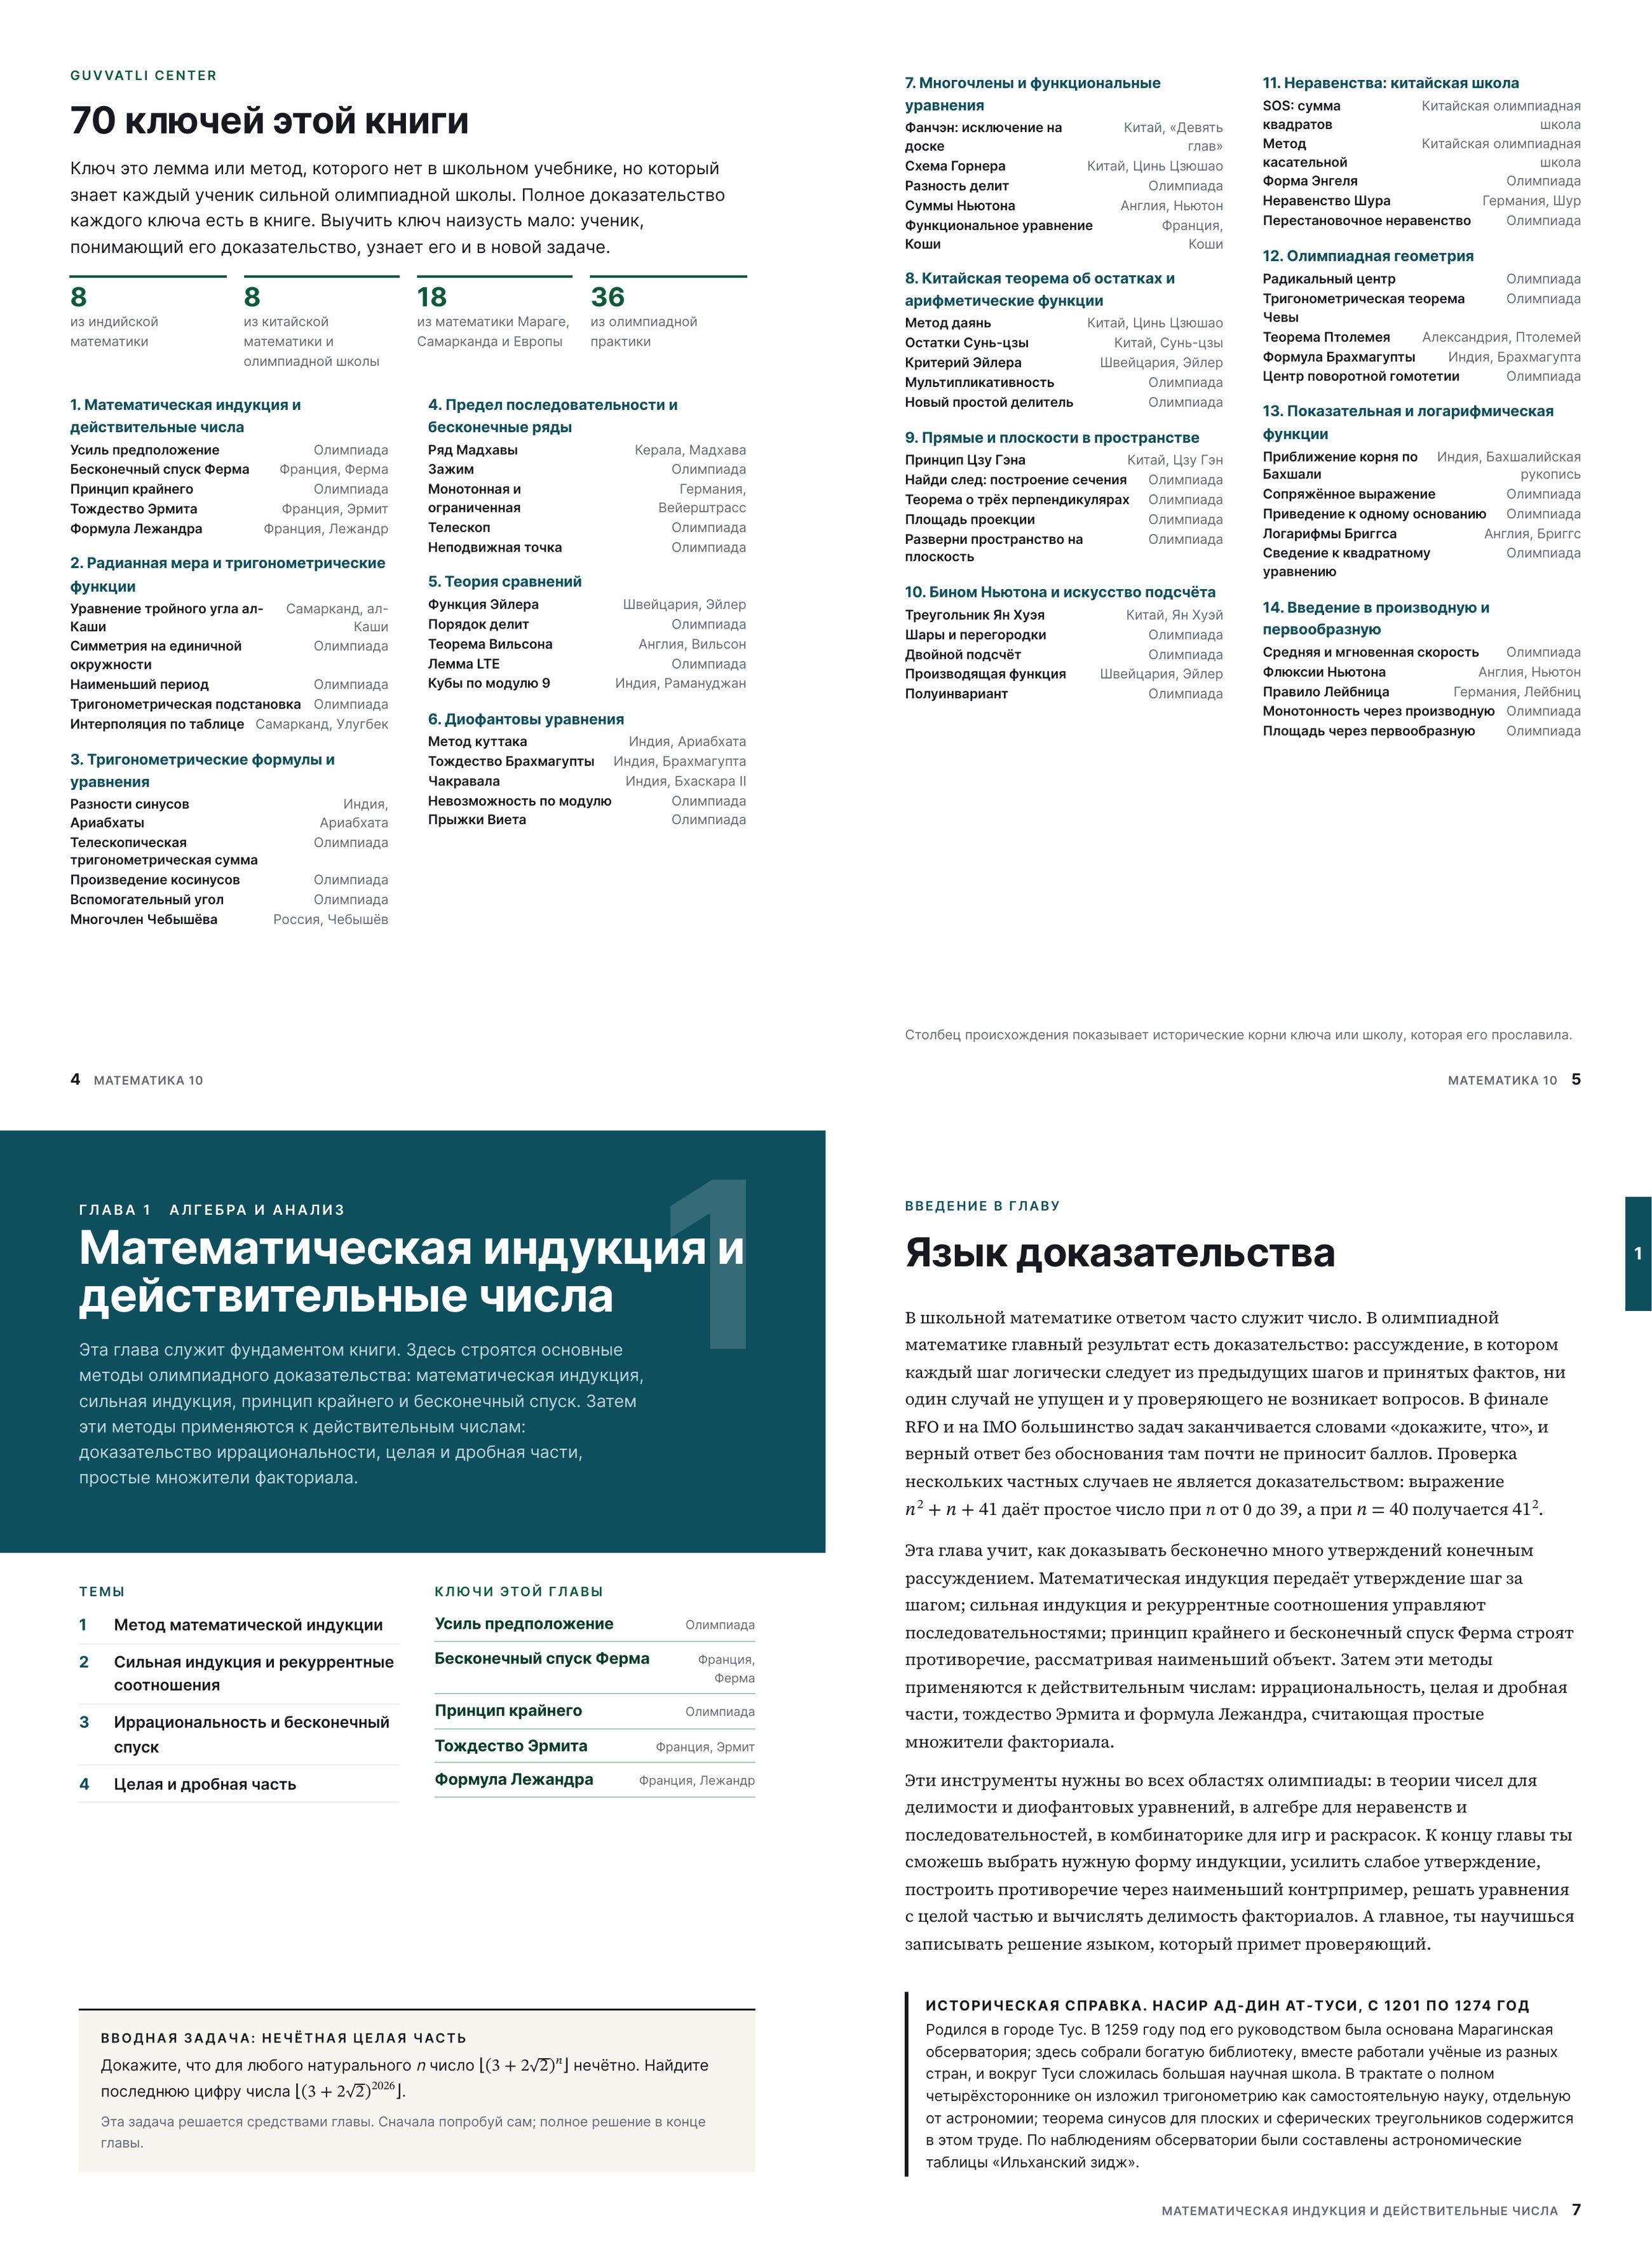 GUVVATLI CENTER
70 ключей этой книги
Ключ это лемма или метод, которого нет в школьном учебнике, но который
знает каждый ученик сильной олимпиадной школы. Полное доказательство
каждого ключа есть в книге. Выучить ключ наизусть мало: ученик,
понимающий его доказательство, узнает его и в новой задаче.
8
из индийской
математики
8
из китайской
математики и
олимпиадной школы
18
из математики Мараге,
Самарканда и Европы
36
из олимпиадной
практики
1. Математическая индукция и
действительные числа
Усиль предположение Олимпиада
Бесконечный спуск Ферма Франция, Ферма
Принцип крайнего Олимпиада
Тождество Эрмита Франция, Эрмит
Формула Лежандра Франция, Лежандр
2. Радианная мера и тригонометрические
функции
Уравнение тройного угла ал- Самарканд, ал-
Каши Каши
Симметрия на единичной Олимпиада
окружности
Наименьший период Олимпиада
Тригонометрическая подстановка Олимпиада
Интерполяция по таблице Самарканд, Улугбек
3. Тригонометрические формулы и
уравнения
Разности синусов Индия,
Ариабхаты Ариабхата
Телескопическая Олимпиада
тригонометрическая сумма
Произведение косинусов Олимпиада
Вспомогательный угол Олимпиада
Многочлен Чебышёва Россия, Чебышёв
4. Предел последовательности и
бесконечные ряды
Ряд Мадхавы Керала, Мадхава
Зажим Олимпиада
Монотонная и Германия,
ограниченная Вейерштрасс
Телескоп Олимпиада
Неподвижная точка Олимпиада
5. Теория сравнений
Функция Эйлера Швейцария, Эйлер
Порядок делит Олимпиада
Теорема Вильсона Англия, Вильсон
Лемма LTE Олимпиада
Кубы по модулю 9 Индия, Рамануджан
6. Диофантовы уравнения
Метод куттака Индия, Ариабхата
Тождество Брахмагупты Индия, Брахмагупта
Чакравала Индия, Бхаскара II
Невозможность по модулю Олимпиада
Прыжки Виета Олимпиада
4 МАТЕМАТИКА 10
7. Многочлены и функциональные
уравнения
Фанчэн: исключение на Китай, «Девять
доске глав»
Схема Горнера Китай, Цинь Цзюшао
Разность делит Олимпиада
Суммы Ньютона Англия, Ньютон
Функциональное уравнение Франция,
Коши Коши
8. Китайская теорема об остатках и
арифметические функции
Метод даянь Китай, Цинь Цзюшао
Остатки Сунь-цзы Китай, Сунь-цзы
Критерий Эйлера Швейцария, Эйлер
Мультипликативность Олимпиада
Новый простой делитель Олимпиада
9. Прямые и плоскости в пространстве
Принцип Цзу Гэна Китай, Цзу Гэн
Найди след: построение сечения Олимпиада
Теорема о трёх перпендикулярах Олимпиада
Площадь проекции Олимпиада
Разверни пространство на Олимпиада
плоскость
10. Бином Ньютона и искусство подсчёта
Треугольник Ян Хуэя Китай, Ян Хуэй
Шары и перегородки Олимпиада
Двойной подсчёт Олимпиада
Производящая функция Швейцария, Эйлер
Полуинвариант Олимпиада
11. Неравенства: китайская школа
SOS: сумма Китайская олимпиадная
квадратов школа
Метод Китайская олимпиадная
касательной школа
Форма Энгеля Олимпиада
Неравенство Шура Германия, Шур
Перестановочное неравенство Олимпиада
12. Олимпиадная геометрия
Радикальный центр Олимпиада
Тригонометрическая теорема Олимпиада
Чевы
Теорема Птолемея Александрия, Птолемей
Формула Брахмагупты Индия, Брахмагупта
Центр поворотной гомотетии Олимпиада
13. Показательная и логарифмическая
функции
Приближение корня по Индия, Бахшалийская
Бахшали рукопись
Сопряжённое выражение Олимпиада
Приведение к одному основанию Олимпиада
Логарифмы Бриггса Англия, Бриггс
Сведение к квадратному Олимпиада
уравнению
14. Введение в производную и
первообразную
Средняя и мгновенная скорость Олимпиада
Флюксии Ньютона Англия, Ньютон
Правило Лейбница Германия, Лейбниц
Монотонность через производную Олимпиада
Площадь через первообразную Олимпиада
Столбец происхождения показывает исторические корни ключа или школу, которая его прославила.
МАТЕМАТИКА 10 5
1
ГЛАВА 1 АЛГЕБРА И АНАЛИЗ
Математическая индукция и
действительные числа
Эта глава служит фундаментом книги. Здесь строятся основные
методы олимпиадного доказательства: математическая индукция,
сильная индукция, принцип крайнего и бесконечный спуск. Затем
эти методы применяются к действительным числам:
доказательство иррациональности, целая и дробная части,
простые множители факториала.
ТЕМЫ
1 Метод математической индукции
2 Сильная индукция и рекуррентные
соотношения
3 Иррациональность и бесконечный
спуск
4 Целая и дробная часть
КЛЮЧИ ЭТОЙ ГЛАВЫ
Усиль предположение Олимпиада
Бесконечный спуск Ферма Франция,
Ферма
Принцип крайнего Олимпиада
Тождество Эрмита Франция, Эрмит
Формула Лежандра Франция, Лежандр
ВВОДНАЯ ЗАДАЧА: НЕЧЁТНАЯ ЦЕЛАЯ ЧАСТЬ
Докажите, что для любого натурального n число ⌊(3 + 2√2)ⁿ⌋ нечётно. Найдите
последнюю цифру числа ⌊(3 + 2√2)²⁰²⁶⌋.
Эта задача решается средствами главы. Сначала попробуй сам; полное решение в конце
главы.
ВВЕДЕНИЕ В ГЛАВУ
Язык доказательства
1
В школьной математике ответом часто служит число. В олимпиадной
математике главный результат есть доказательство: рассуждение, в котором
каждый шаг логически следует из предыдущих шагов и принятых фактов, ни
один случай не упущен и у проверяющего не возникает вопросов. В финале
RFO и на IMO большинство задач заканчивается словами «докажите, что», и
верный ответ без обоснования там почти не приносит баллов. Проверка
нескольких частных случаев не является доказательством: выражение
n² + n + 41 даёт простое число при n от 0 до 39, а при n = 40 получается 41².
Эта глава учит, как доказывать бесконечно много утверждений конечным
рассуждением. Математическая индукция передаёт утверждение шаг за
шагом; сильная индукция и рекуррентные соотношения управляют
последовательностями; принцип крайнего и бесконечный спуск Ферма строят
противоречие, рассматривая наименьший объект. Затем эти методы
применяются к действительным числам: иррациональность, целая и дробная
части, тождество Эрмита и формула Лежандра, считающая простые
множители факториала.
Эти инструменты нужны во всех областях олимпиады: в теории чисел для
делимости и диофантовых уравнений, в алгебре для неравенств и
последовательностей, в комбинаторике для игр и раскрасок. К концу главы ты
сможешь выбрать нужную форму индукции, усилить слабое утверждение,
построить противоречие через наименьший контрпример, решать уравнения
с целой частью и вычислять делимость факториалов. А главное, ты научишься
записывать решение языком, который примет проверяющий.
ИСТОРИЧЕСКАЯ СПРАВКА. НАСИР АД-ДИН АТ-ТУСИ, С 1201 ПО 1274 ГОД
Родился в городе Тус. В 1259 году под его руководством была основана Марагинская
обсерватория; здесь собрали богатую библиотеку, вместе работали учёные из разных
стран, и вокруг Туси сложилась большая научная школа. В трактате о полном
четырёхстороннике он изложил тригонометрию как самостоятельную науку, отдельную
от астрономии; теорема синусов для плоских и сферических треугольников содержится
в этом труде. По наблюдениям обсерватории были составлены астрономические
таблицы «Ильханский зидж».
МАТЕМАТИЧЕСКАЯ ИНДУКЦИЯ И ДЕЙСТВИТЕЛЬНЫЕ ЧИСЛА 7